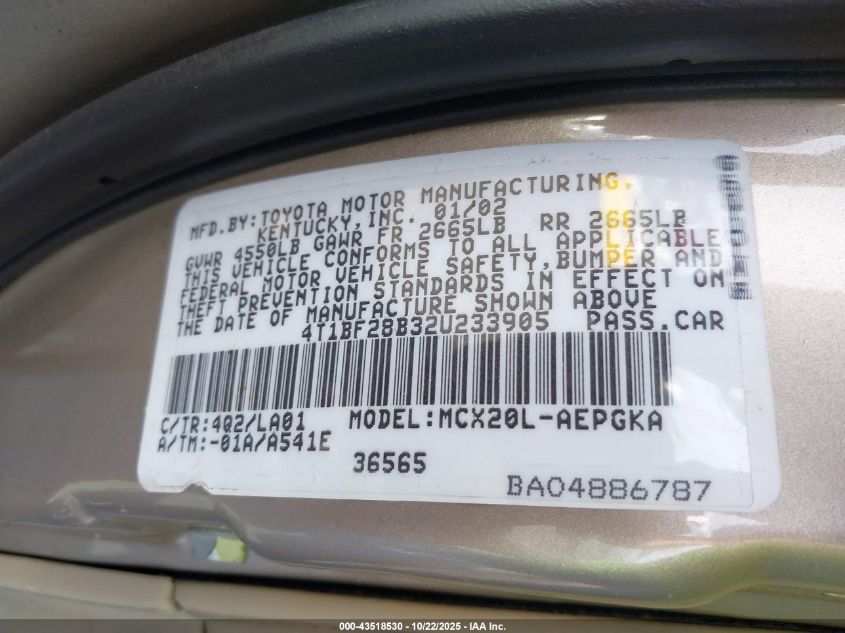 MFD.BY:TOYOTA MOTOR MANUFACTURING,
KENTUCKY,INC. 01/02
GVWR 4550LB GAWR FR 2665LB RR 2665LB
THIS VEHICLE CONFORMS TO ALL APPLICABLE
FEDERAL MOTOR VEHICLE SAFETY,BUMPER AND
THEFT PREVENTION STANDARDS IN EFFECT ON
THE DATE OF MANUFACTURE SHOWN ABOVE
4T1BF28B32U233905 PASS.CAR
C/TR:4Q2/LA01 MODEL:MCX20L-AEPGKA
A/TM:-01A/A541E
36565
BA04886787
000-43518530 - 10/22/2025 - IAA Inc.